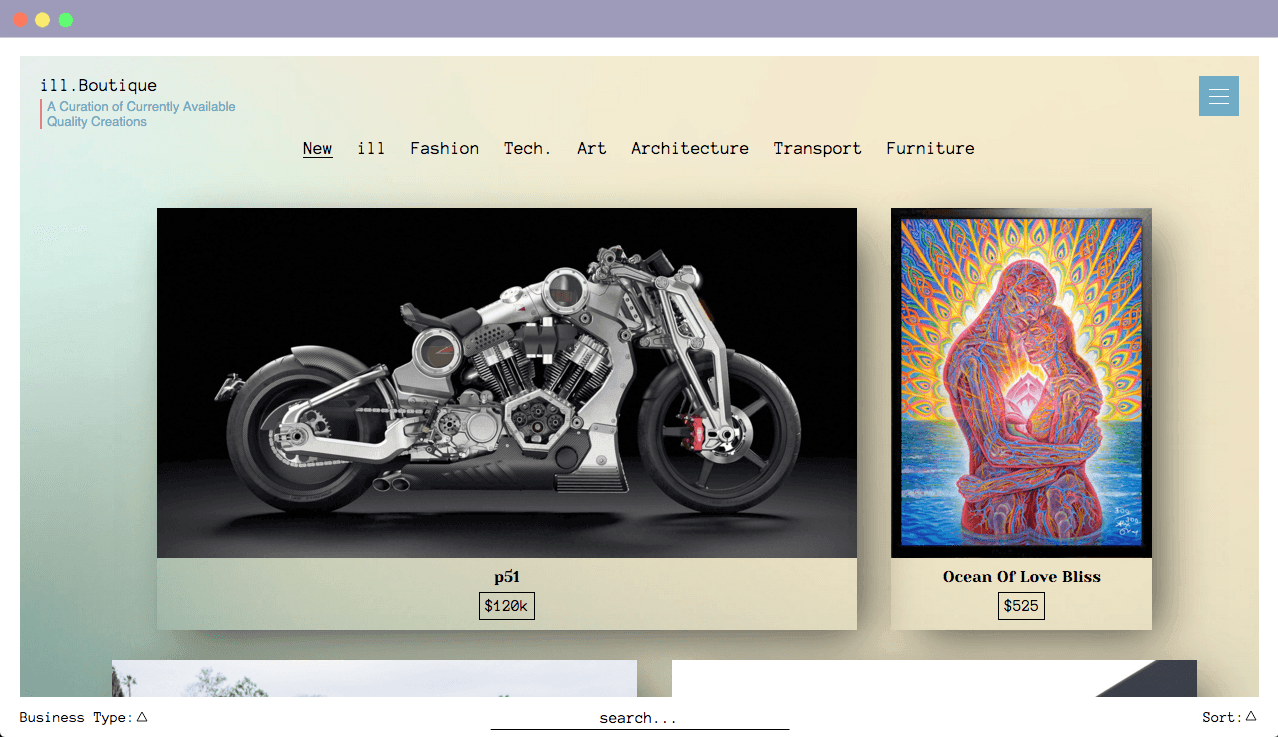 ill.Boutique
A Curation of Currently Available
Quality Creations
New ill Fashion Tech. Art Architecture Transport Furniture
p51
$120k
Ocean Of Love Bliss
$525
Business Type:△ search... Sort:△